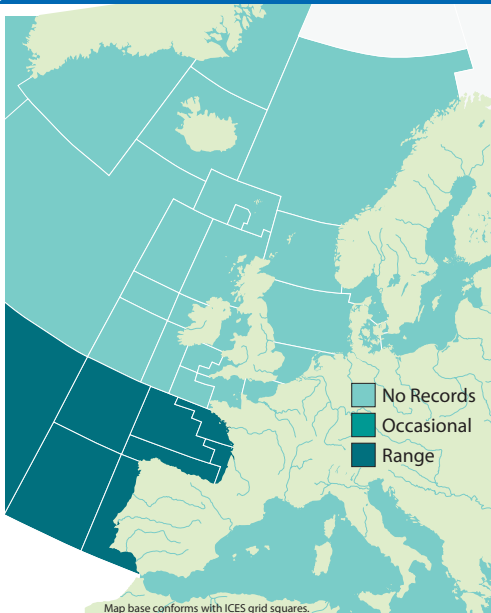 No Records
Occasional
Range
Map base conforms with ICES grid squares.